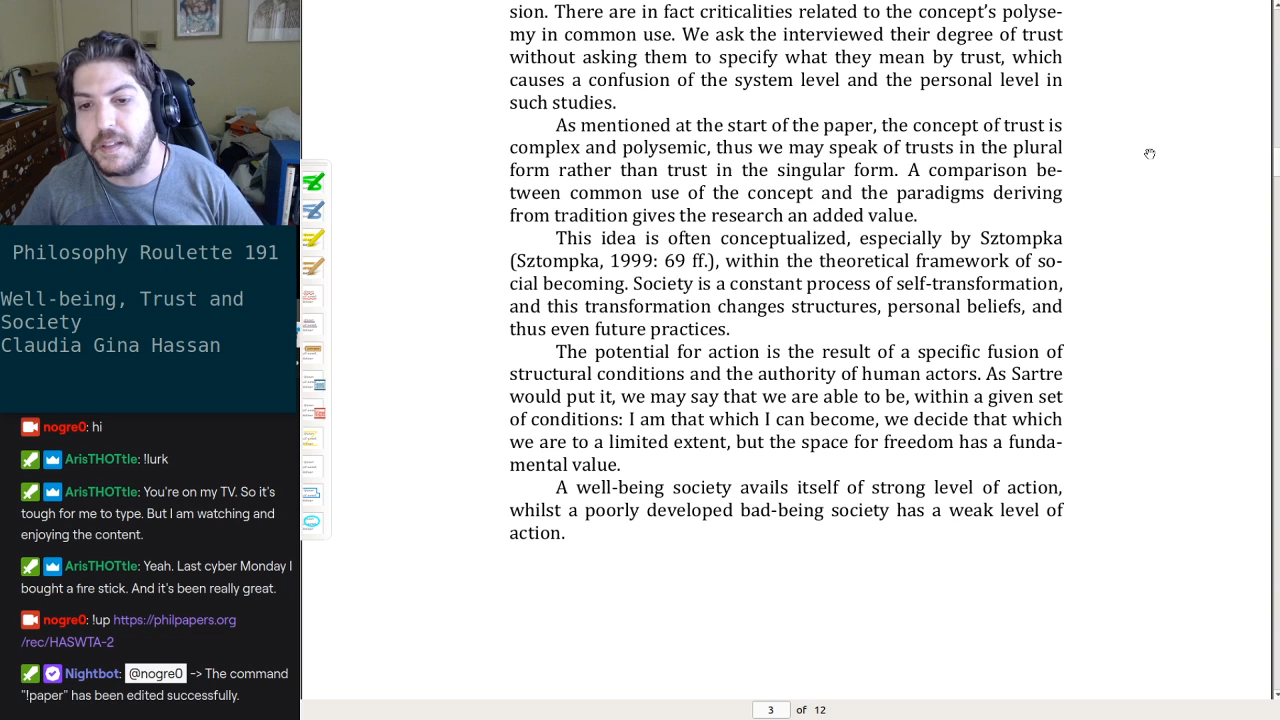 Philosophy Roulette 191
Well-being, Trust and
Society
Claudia Gina Hassan
nogre0: hi
ArisTHOTtle: !lurk
ArisTHOTtle: You're on my TV. So it's
tough for me to type. But I am watching and
enjoying the content.
ArisTHOTtle: Yeah. Last cyber Monday I
bought a fire stick. And it's been really great.
nogre0: !up https://philpapers.org
/rec/HASWTA-2
Nightbot: @nogre0 -> The command
"!paper" has been edited successfully.
sion. There are in fact criticalities related to the concept's polyse-
my in common use. We ask the interviewed their degree of trust
without asking them to specify what they mean by trust, which
causes a confusion of the system level and the personal level in
such studies.
As mentioned at the start of the paper, the concept of trust is
complex and polysemic, thus we may speak of trusts in the plural
form rather than trust in the singular form. A comparison be-
tween common use of the concept and the paradigms deriving
from tradition gives the research an added value.
This idea is often conceptualized, especially by Sztompka
(Sztompka, 1999: 69 ff.), within the theoretical framework of so-
cial becoming. Society is a constant process of self-transformation,
and this transformation changes structures, personal bonds, and
thus even future practices.
The potential for action is the effect of a specific context of
structural conditions and the authority of human actors. As Sartre
would put it, we may say that we are free to be, within a given set
of constraints: In that which we can decide, we decide that which
we are to a limited extent, but the space for freedom has funda-
mental value.
A well-being society avails itself of strong level of action,
whilst a poorly developed bad-being society has a weak level of
action.
3 of 12